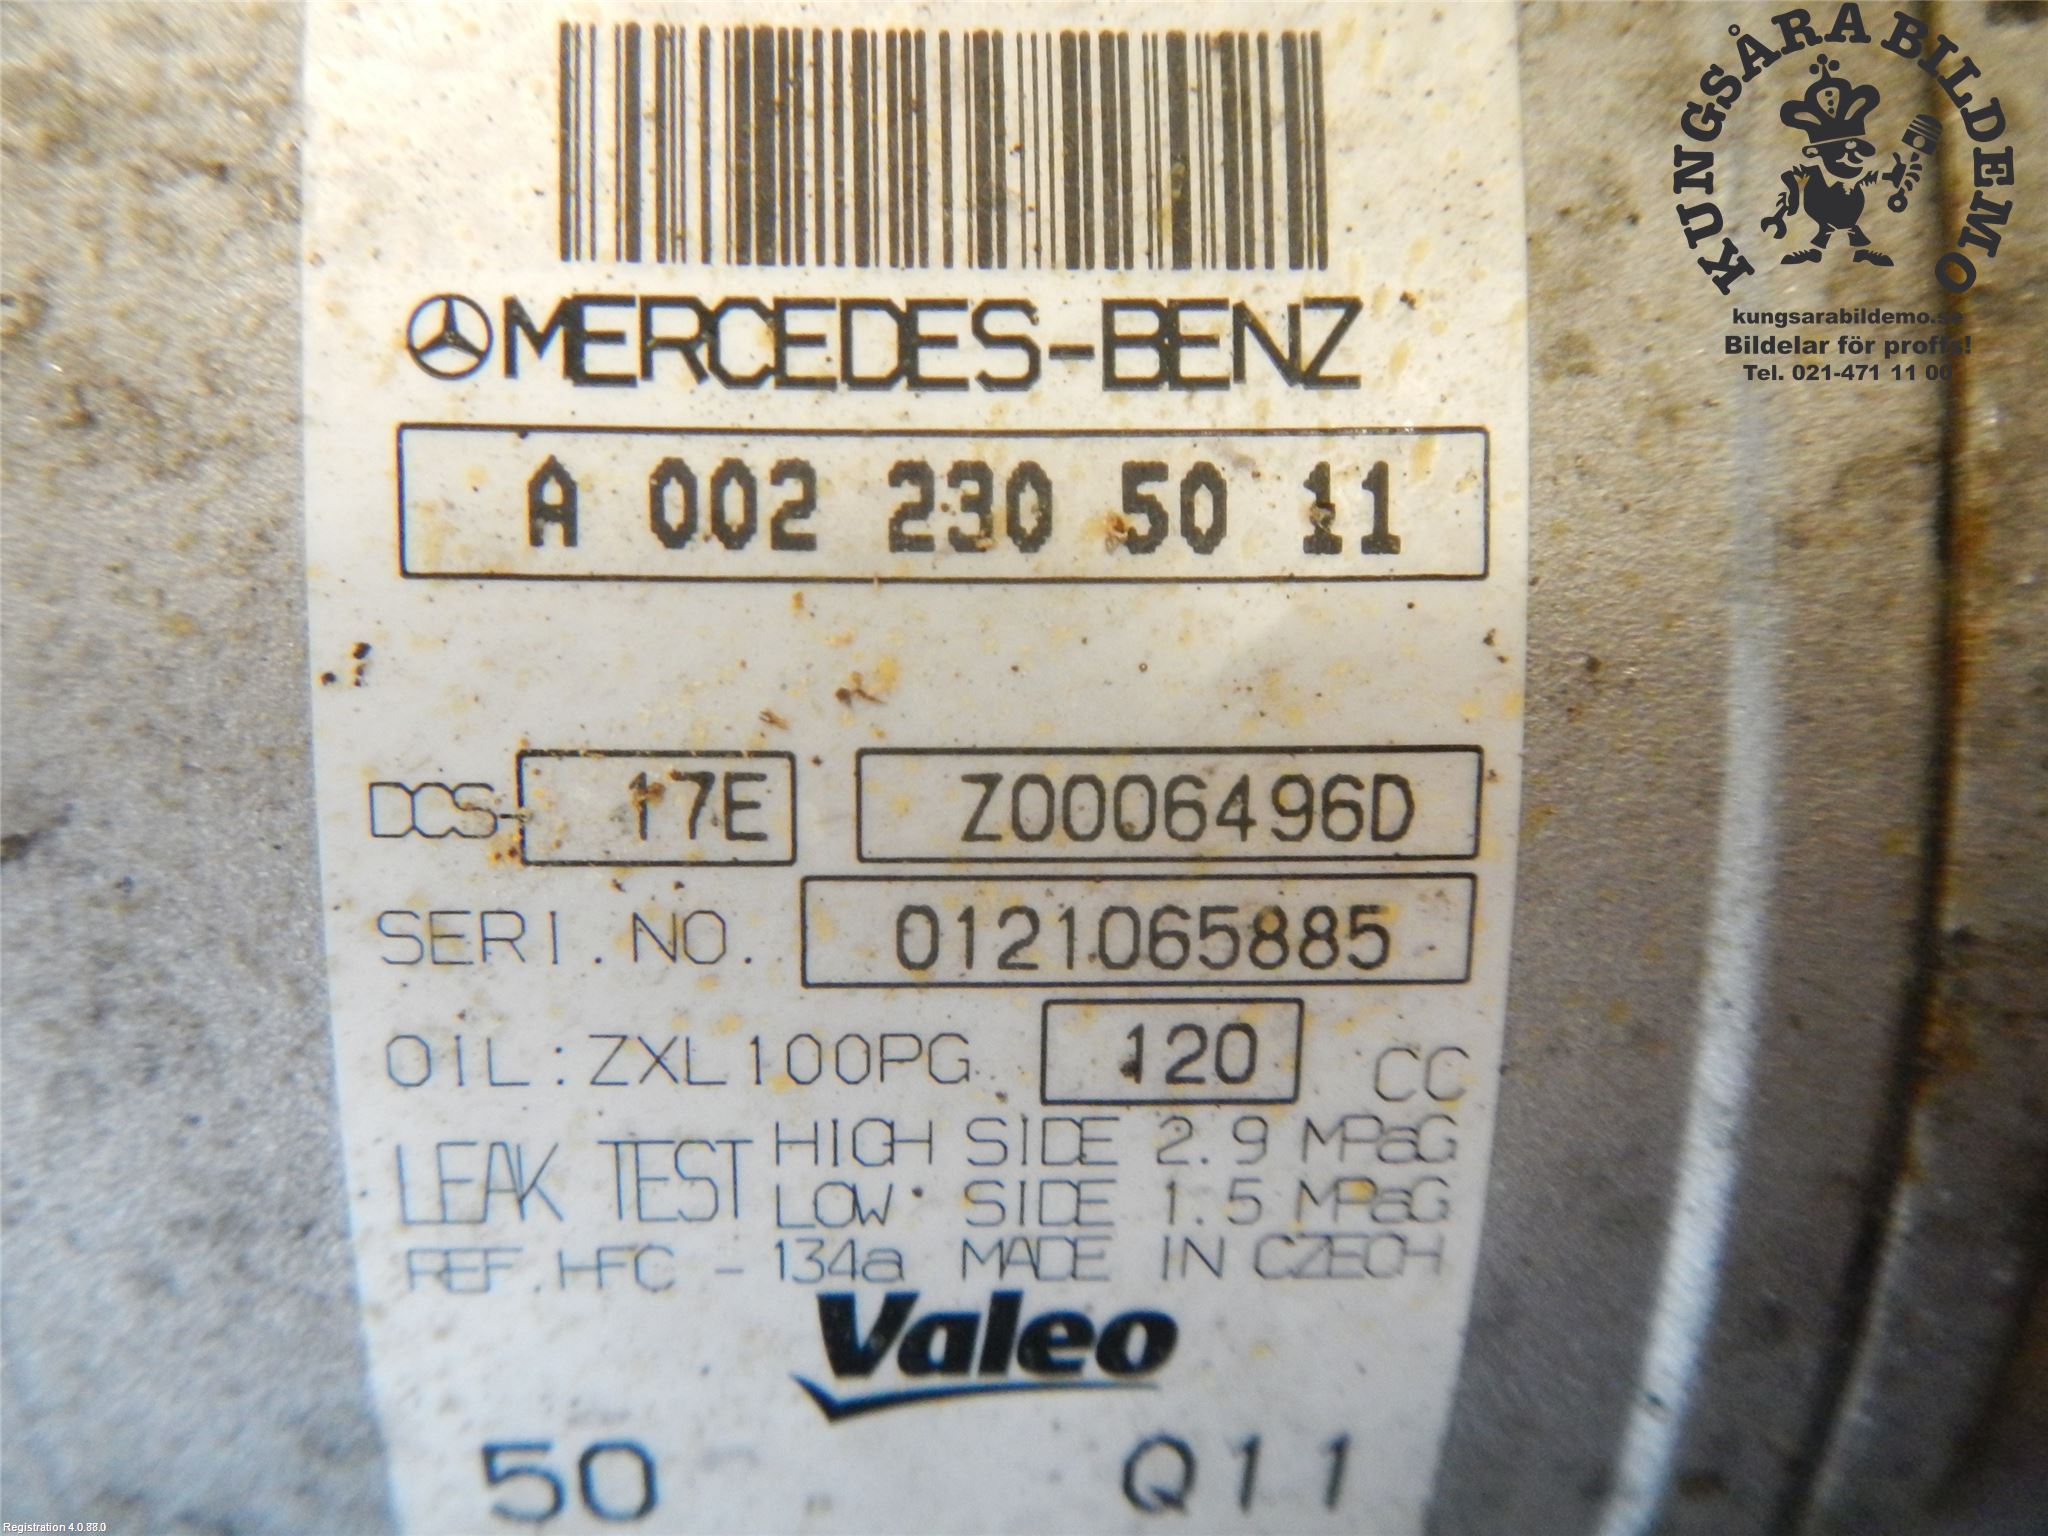 KUNGSÅRA BILDEMO
kungsarabildemo.se
Bildelar för proffs!
Tel. 021-471 11 00
MERCEDES-BENZ
A 002 230 50 11
DCS- 17E Z0006496D
SERI.NO. 0121065885
OIL:ZXL100PG 120 CC
LEAK TEST HIGH SIDE 2.9 MPaG
LOW SIDE 1.5 MPaG
REF.HFC - 134a MADE IN CZECH
Valeo
50 Q11
Registration 4.0.88.0